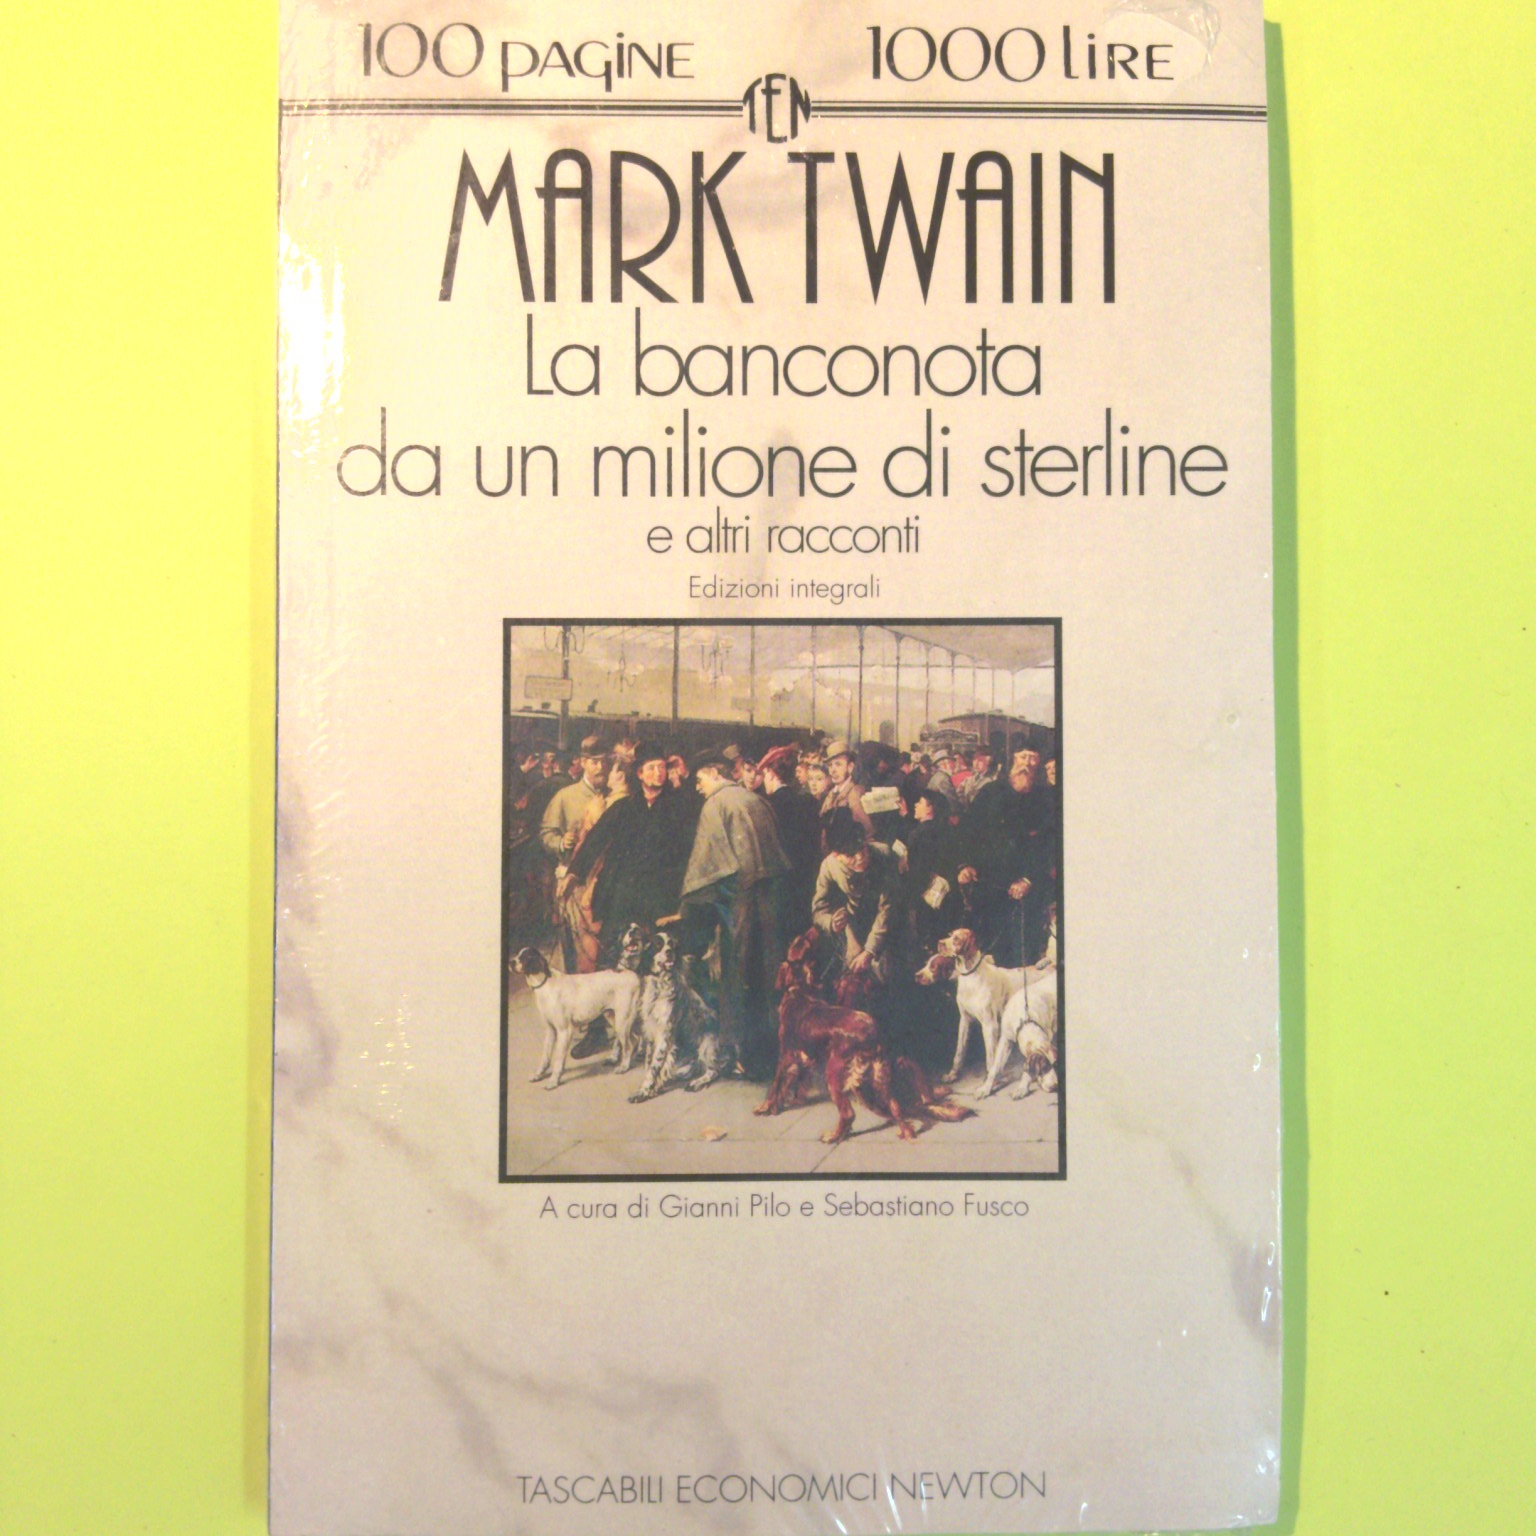 100 PAGINE 1000 LIRE
TEN
MARK TWAIN
La banconota
da un milione di sterline
e altri racconti
Edizioni integrali
A cura di Gianni Pilo e Sebastiano Fusco
TASCABILI ECONOMICI NEWTON